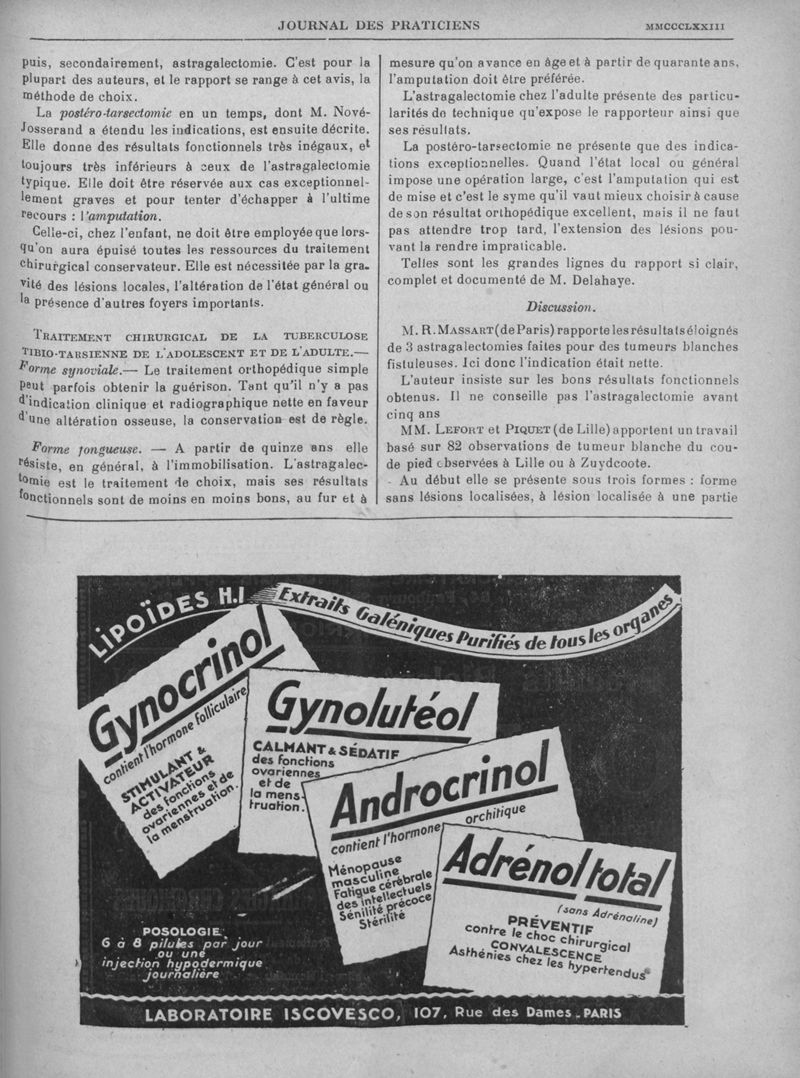 JOURNAL DES PRATICIENS
MMCCCLXXIII
puis, secondairement, astragalectomie. C'est pour la
plupart des auteurs, et le rapport se range à cet avis, la
méthode de choix.
La postéro-tarsectomie en un temps, dont M. Nové-
Josserand a étendu les indications, est ensuite décrite.
Elle donne des résultats fonctionnels très inégaux, et
toujours très inférieurs à ceux de l'astragalectomie
typique. Elle doit être réservée aux cas exceptionnel-
lement graves et pour tenter d'échapper à l'ultime
recours : l'amputation.
Celle-ci, chez l'enfant, ne doit être employée que lors-
qu'on aura épuisé toutes les ressources du traitement
chirurgical conservateur. Elle est nécessitée par la gra-
vité des lésions locales, l'altération de l'état général ou
la présence d'autres foyers importants.
TRAITEMENT CHIRURGICAL DE LA TUBERCULOSE
TIBIO-TARSIENNE DE L'ADOLESCENT ET DE L'ADULTE.—
Forme synoviale.— Le traitement orthopédique simple
peut parfois obtenir la guérison. Tant qu'il n'y a pas
d'indication clinique et radiographique nette en faveur
d'une altération osseuse, la conservation est de règle.
Forme fongueuse. — A partir de quinze ans elle
résiste, en général, à l'immobilisation. L'astragalec-
tomie est le traitement de choix, mais ses résultats
fonctionnels sont de moins en moins bons, au fur et à
mesure qu'on avance en âge et à partir de quarante ans,
l'amputation doit être préférée.
L'astragalectomie chez l'adulte présente des particu-
larités de technique qu'expose le rapporteur ainsi que
ses résultats.
La postéro-tarsectomie ne présente que des indica-
tions exceptionnelles. Quand l'état local ou général
impose une opération large, c'est l'amputation qui est
de mise et c'est le syme qu'il vaut mieux choisir à cause
de son résultat orthopédique excellent, mais il ne faut
pas attendre trop tard, l'extension des lésions pou-
vant la rendre impraticable.
Telles sont les grandes lignes du rapport si clair,
complet et documenté de M. Delahaye.
Discussion.
M. R. MASSART (de Paris) rapporte les résultats éloignés
de 3 astragalectomies faites pour des tumeurs blanches
fistuleuses. Ici donc l'indication était nette.
L'auteur insiste sur les bons résultats fonctionnels
obtenus. Il ne conseille pas l'astragalectomie avant
cinq ans
MM. LEFORT et PIQUET (de Lille) apportent un travail
basé sur 82 observations de tumeur blanche du cou-
de pied observées à Lille ou à Zuydcoote.
- Au début elle se présente sous trois formes : forme
sans lésions localisées, à lésion localisée à une partie
LIPOÏDES H.I
Extraits Galéniques Purifiés de tous les organes
Gynocrinol
contient l'hormone folliculaire
STIMULANT &
ACTIVATEUR
des fonctions
ovariennes et de
la menstruation.
Gynolutéol
CALMANT & SÉDATIF
des fonctions
ovariennes
et de
la mens-
truation.
Androcrinol
contient l'hormone orchitique
Ménopause
masculine
Fatigue cérébrale
des intellectuels
Sénilité précoce
Stérilité
Adrénol total
(sans Adrénaline)
PRÉVENTIF
contre le choc chirurgical
CONVALESCENCE
Asthénies chez les hypertendus
POSOLOGIE
6 à 8 pilules par jour
ou une
injection hypodermique
journalière
LABORATOIRE ISCOVESCO, 107, Rue des Dames - PARIS